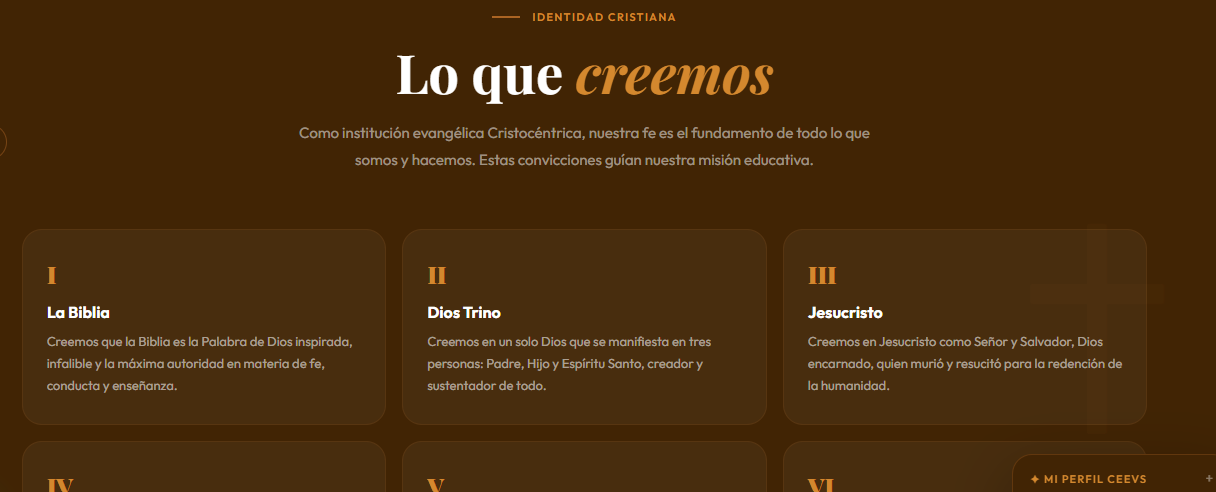 IDENTIDAD CRISTIANA
Lo que creemos
Como institución evangélica Cristocéntrica, nuestra fe es el fundamento de todo lo que
somos y hacemos. Estas convicciones guían nuestra misión educativa.
I
La Biblia
Creemos que la Biblia es la Palabra de Dios inspirada,
infalible y la máxima autoridad en materia de fe,
conducta y enseñanza.
II
Dios Trino
Creemos en un solo Dios que se manifiesta en tres
personas: Padre, Hijo y Espíritu Santo, creador y
sustentador de todo.
III
Jesucristo
Creemos en Jesucristo como Señor y Salvador, Dios
encarnado, quien murió y resucitó para la redención de
la humanidad.
IV
V
VI
✦ MI PERFIL CEEVS +